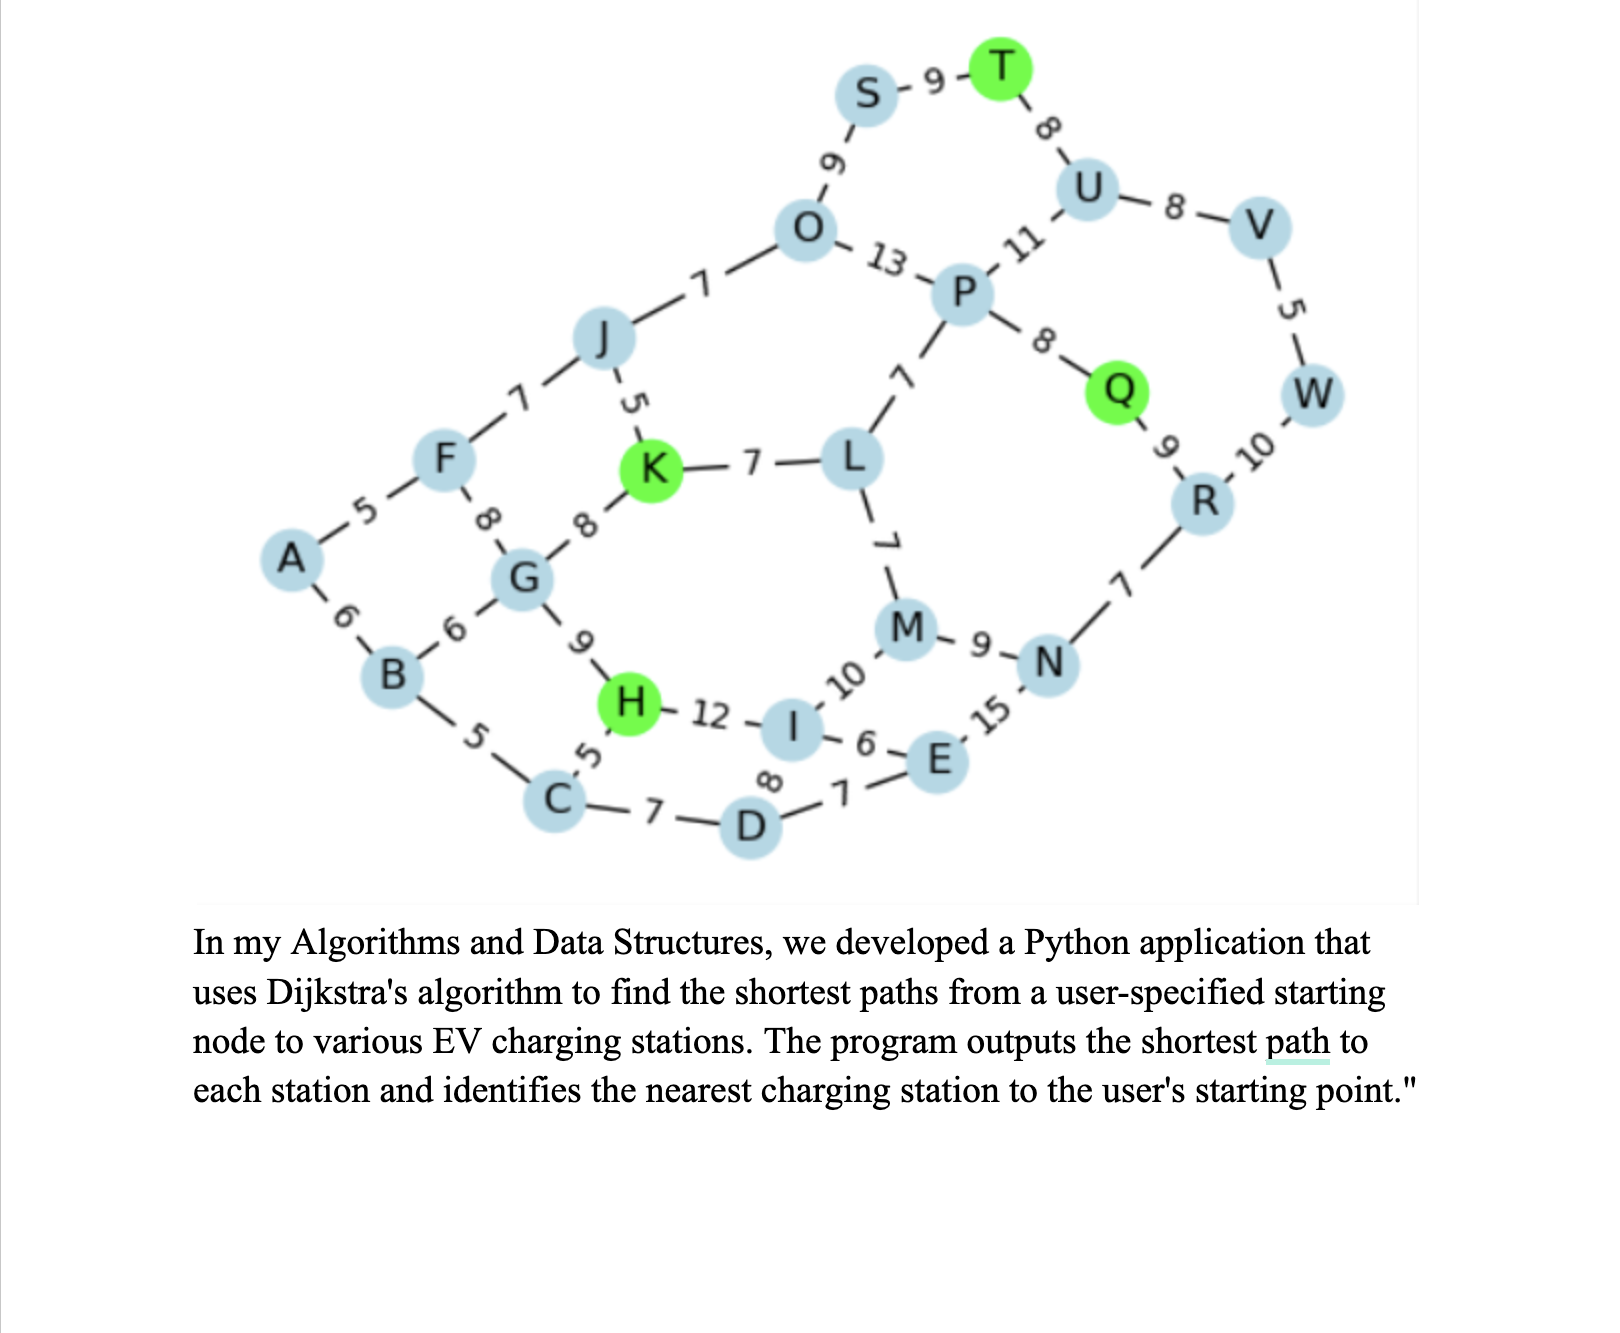 S 9 T
8
9 U 8 V
O 13 P 11
7 8 5
J Q W
7 5 7 9 10
F K 7 L R
5 8 8 7
A G 7
6 6 9 M 9 N
B H 12 I 10 15
5 5 8 6 E
C 7 D 7
In my Algorithms and Data Structures, we developed a Python application that
uses Dijkstra's algorithm to find the shortest paths from a user-specified starting
node to various EV charging stations. The program outputs the shortest path to
each station and identifies the nearest charging station to the user's starting point."